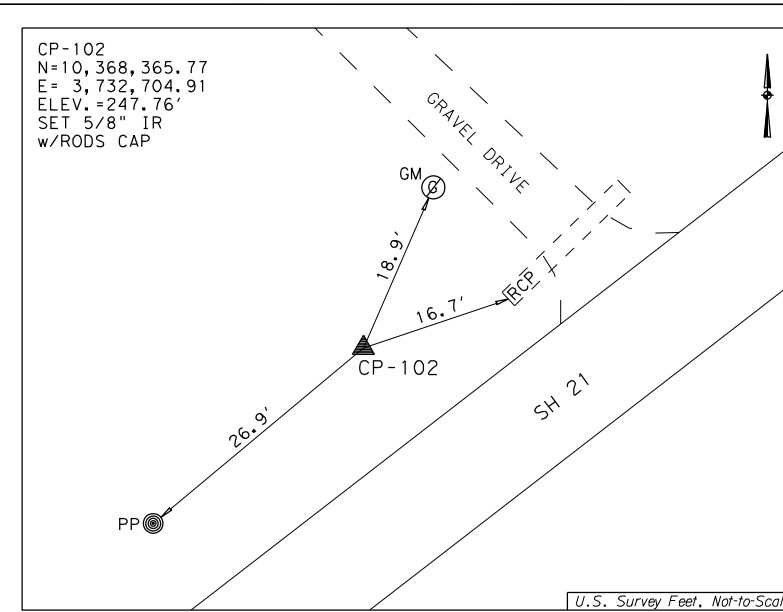 CP-102
N=10,368,365.77
E= 3,732,704.91
ELEV.=247.76'
SET 5/8" IR
w/RODS CAP
GRAVEL DRIVE
GM
G
18.9'
RCP
16.7'
CP-102
SH 21
26.9'
PP
U.S. Survey Feet, Not-to-Scal